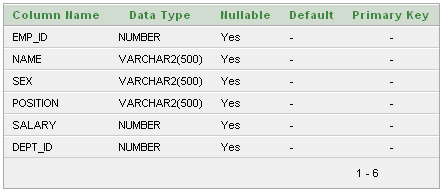 Column Name Data Type Nullable Default Primary Key
EMP_ID NUMBER Yes - -
NAME VARCHAR2(500) Yes - -
SEX VARCHAR2(500) Yes - -
POSITION VARCHAR2(500) Yes - -
SALARY NUMBER Yes - -
DEPT_ID NUMBER Yes - -
1 - 6